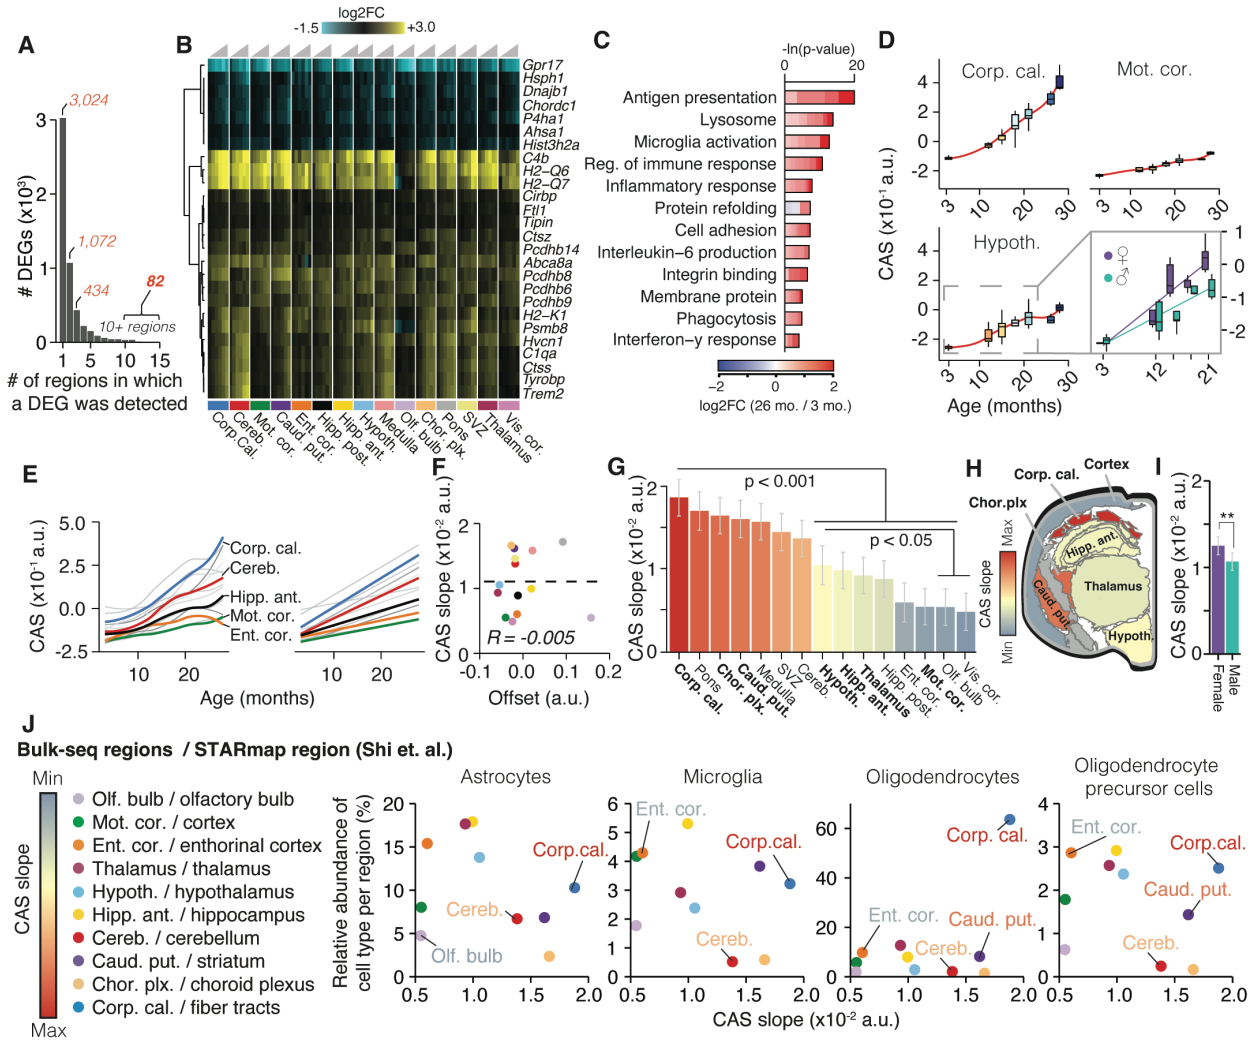 A
# DEGs (x10³)
3
2
1
0
3,024
1,072
434
82
10+ regions
1
5
10
15
# of regions in which
a DEG was detected
B
log2FC
-1.5
+3.0
Gpr17
Hsph1
Dnajb1
Chordc1
P4ha1
Ahsa1
Hist3h2a
C4b
H2-Q6
H2-Q7
Cirbp
Ftl1
Tipin
Ctsz
Pcdhb14
Abca8a
Pcdhb8
Pcdhb6
Pcdhb9
H2-K1
Psmb8
Hvcn1
C1qa
Ctss
Tyrobp
Trem2
Corp.Cal.
Cereb.
Mot. cor.
Caud. put.
Ent. cor.
Hipp. post.
Hipp. ant.
Hypoth.
Medulla
Olf. bulb
Chor. plx.
Pons
SVZ
Thalamus
Vis. cor.
C
-ln(p-value)
0
20
Antigen presentation
Lysosome
Microglia activation
Reg. of immune response
Inflammatory response
Protein refolding
Cell adhesion
Interleukin-6 production
Integrin binding
Membrane protein
Phagocytosis
Interferon-y response
−2
0
2
log2FC (26 mo. / 3 mo.)
D
CAS (x10⁻¹ a.u.)
Corp. cal.
4
2
0
-2
3
10
20
30
Mot. cor.
3
10
20
30
Hypoth.
4
2
0
-2
3
10
20
30
Age (months)
♀
♂
1
0
-1
-2
3
12
21
E
CAS (x10⁻¹ a.u.)
5.0
2.5
0.0
-2.5
Corp. cal.
Cereb.
Hipp. ant.
Mot. cor.
Ent. cor.
10
20
10
20
Age (months)
F
CAS slope (x10⁻² a.u.)
2
1
0
R = -0.005
-0.1
0.0
0.1
0.2
Offset (a.u.)
G
CAS slope (x10⁻² a.u.)
2
1
0
p < 0.001
p < 0.05
Corp. cal.
Pons
Chor. plx.
Caud. put.
Medulla
SVZ
Cereb.
Hypoth.
Hipp. ant.
Thalamus
Hipp. post.
Ent. cor.
Mot. cor.
Olf. bulb
Vis. cor.
H
Cortex
Corp. cal.
Chor.plx
Max
CAS slope
Min
Hipp. ant.
Thalamus
Caud. put.
Hypoth.
I
CAS slope (x10⁻² a.u.)
2
1
0
**
Female
Male
J
Bulk-seq regions / STARmap region (Shi et. al.)
Min
CAS slope
Max
Olf. bulb / olfactory bulb
Mot. cor. / cortex
Ent. cor / enthorinal cortex
Thalamus / thalamus
Hypoth. / hypothalamus
Hipp. ant. / hippocampus
Cereb. / cerebellum
Caud. put. / striatum
Chor. plx. / choroid plexus
Corp. cal. / fiber tracts
Relative abundance of
cell type per region (%)
Astrocytes
20
15
10
5
0
Corp.cal.
Cereb.
Olf. bulb
0.5
1.0
1.5
2.0
Microglia
6
5
4
3
2
1
0
Ent. cor.
Corp.cal.
Cereb.
0.5
1.0
1.5
2.0
Oligodendrocytes
60
40
20
0
Corp.cal.
Ent. cor.
Caud. put.
Cereb.
0.5
1.0
1.5
2.0
Oligodendrocyte
precursor cells
4
3
2
1
0
Ent. cor.
Corp.cal.
Caud. put.
Cereb.
0.5
1.0
1.5
2.0
CAS slope (x10⁻² a.u.)